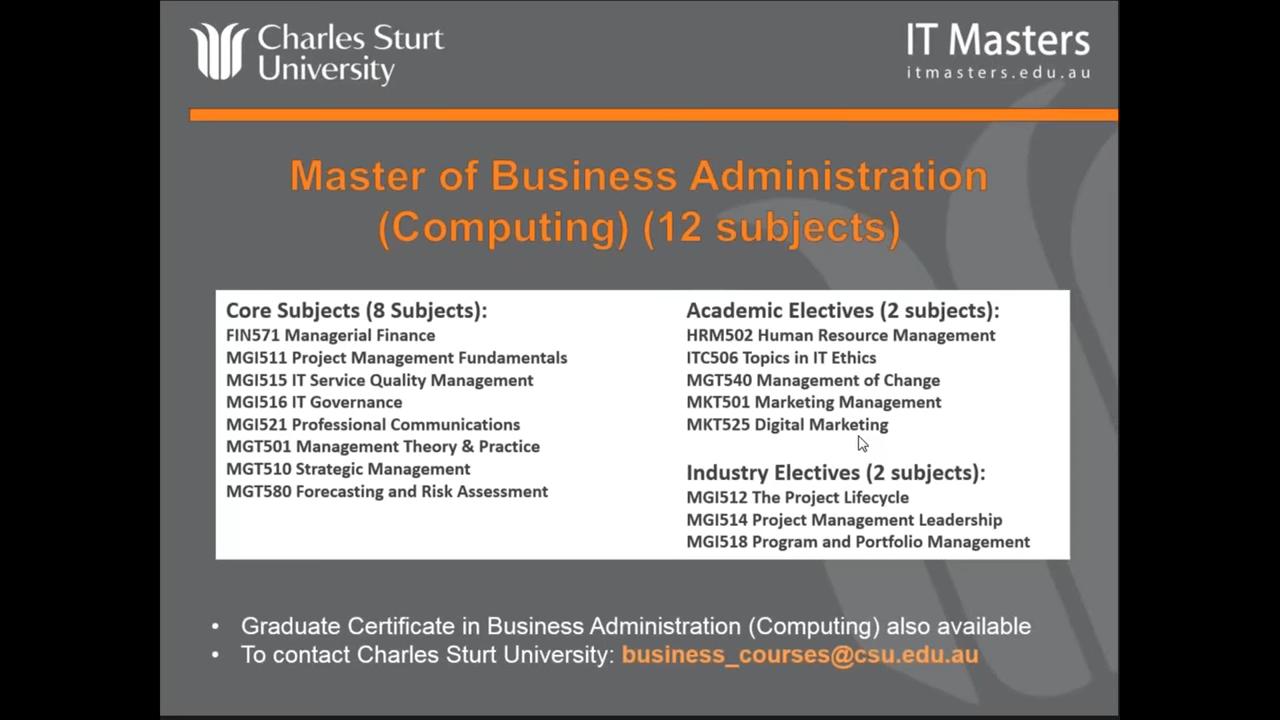 Charles Sturt
University
IT Masters
itmasters.edu.au
Master of Business Administration
(Computing) (12 subjects)
Core Subjects (8 Subjects):
FIN571 Managerial Finance
MGI511 Project Management Fundamentals
MGI515 IT Service Quality Management
MGI516 IT Governance
MGI521 Professional Communications
MGT501 Management Theory & Practice
MGT510 Strategic Management
MGT580 Forecasting and Risk Assessment
Academic Electives (2 subjects):
HRM502 Human Resource Management
ITC506 Topics in IT Ethics
MGT540 Management of Change
MKT501 Marketing Management
MKT525 Digital Marketing
Industry Electives (2 subjects):
MGI512 The Project Lifecycle
MGI514 Project Management Leadership
MGI518 Program and Portfolio Management
• Graduate Certificate in Business Administration (Computing) also available
• To contact Charles Sturt University: business_courses@csu.edu.au